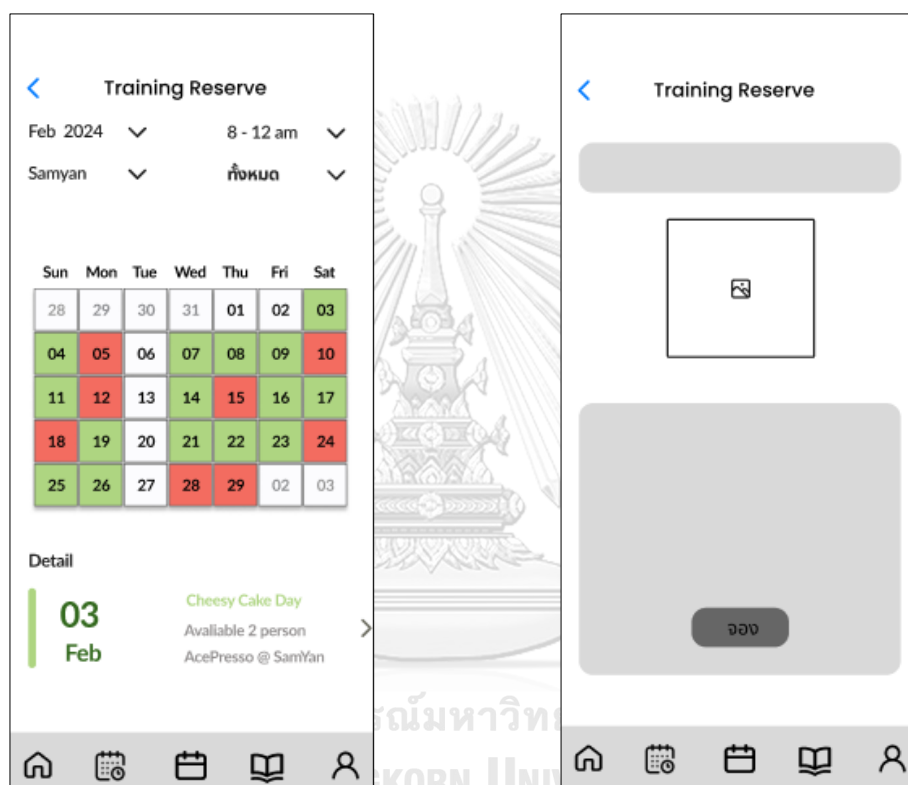 Training Reserve
Feb 2024 8 - 12 am
Samyan ทั้งหมด
Sun Mon Tue Wed Thu Fri Sat
28 29 30 31 01 02 03
04 05 06 07 08 09 10
11 12 13 14 15 16 17
18 19 20 21 22 23 24
25 26 27 28 29 02 03
Detail
03
Feb
Cheesy Cake Day
Avaliable 2 person
AcePresso @ SamYan
Training Reserve
จอง